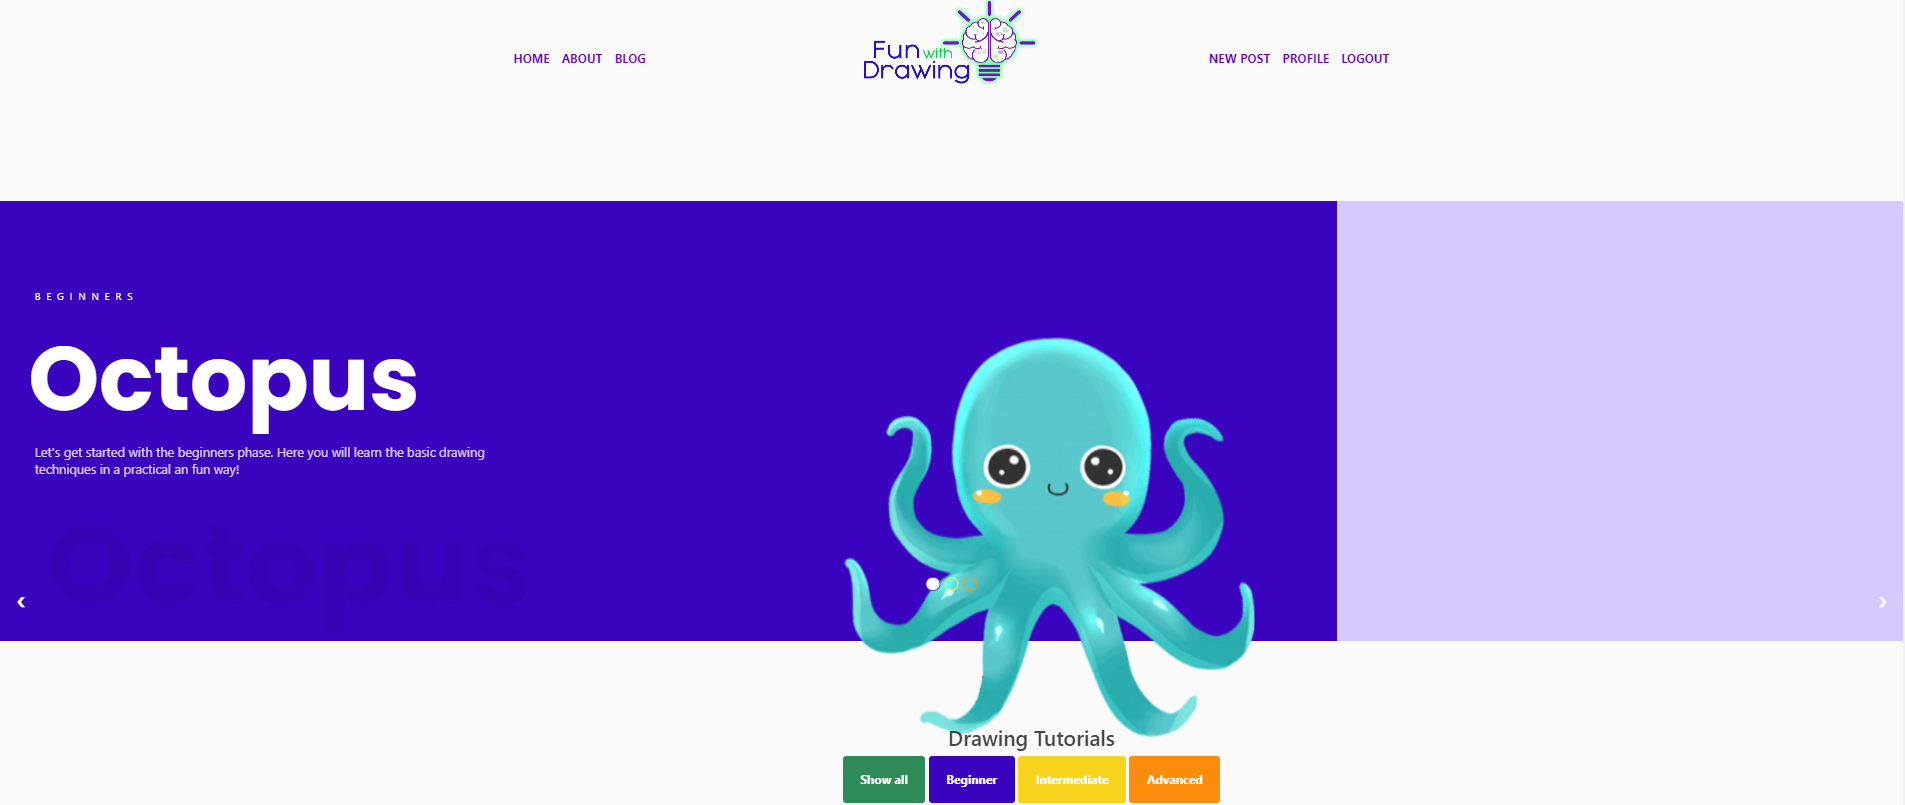 HOME ABOUT BLOG
Fun with
Drawing
NEW POST PROFILE LOGOUT
BEGINNERS
Octopus
Let's get started with the beginners phase. Here you will learn the basic drawing
techniques in a practical an fun way!
Octopus
Drawing Tutorials
Show all Beginner Intermediate Advanced